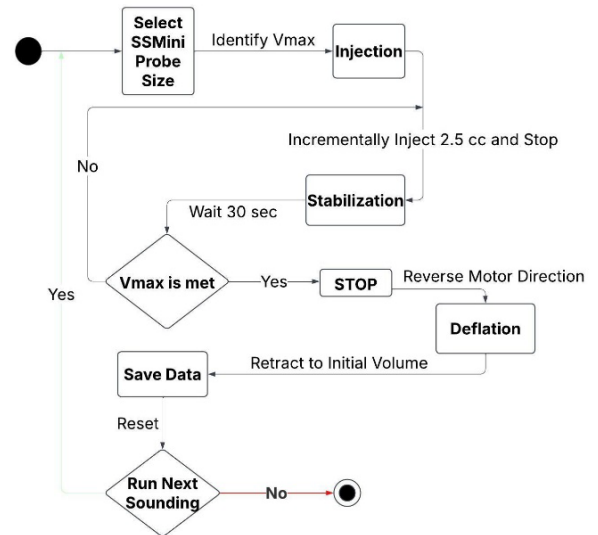 Select
SSMini
Probe
Size
Identify Vmax
Injection
Incrementally Inject 2.5 cc and Stop
No
Stabilization
Wait 30 sec
Vmax is met
Yes
STOP
Reverse Motor Direction
Yes
Deflation
Retract to Initial Volume
Save Data
Reset
Run Next
Sounding
No